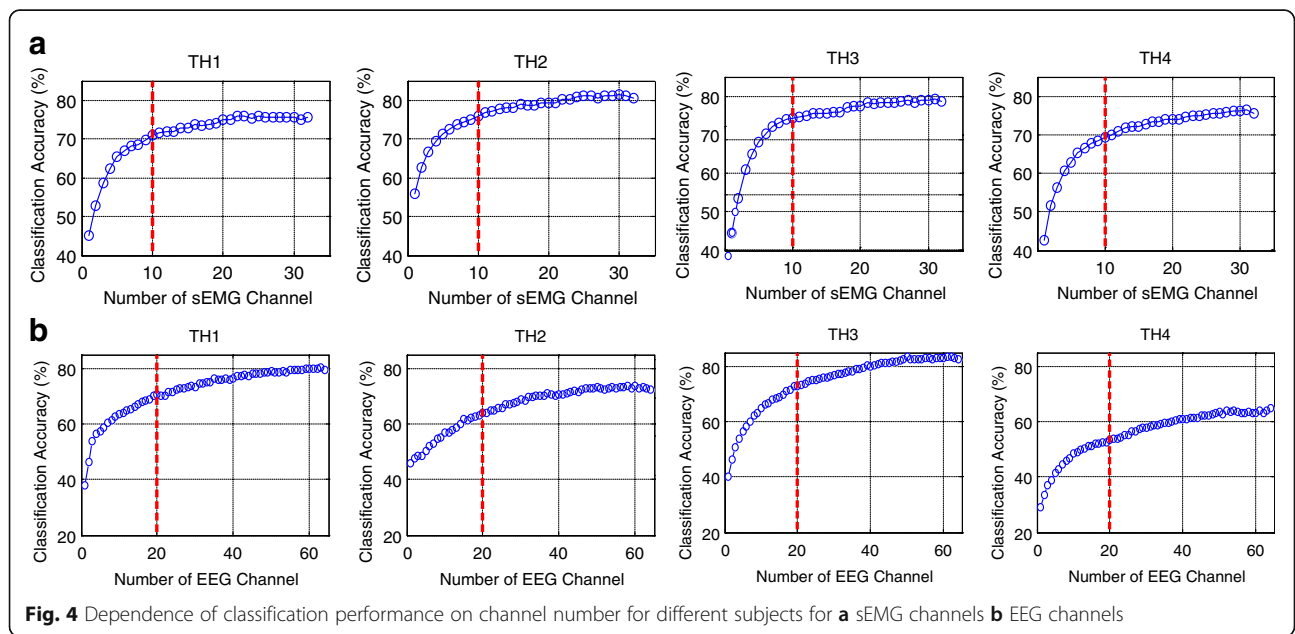 a
TH1
TH2
TH3
TH4
Classification Accuracy (%)
80
70
60
50
40
0
10
20
30
Number of sEMG Channel
Classification Accuracy (%)
80
70
60
50
40
0
10
20
30
Number of sEMG Channel
Classification Accuracy (%)
80
70
60
50
40
10
20
30
Number of sEMG Channel
Classification Accuracy (%)
80
70
60
50
40
0
10
20
30
Number of sEMG Channel
b
TH1
TH2
TH3
TH4
Classification Accuracy (%)
80
60
40
20
0
20
40
60
Number of EEG Channel
Classification Accuracy (%)
80
60
40
20
0
20
40
60
Number of EEG Channel
Classification Accuracy (%)
80
60
40
20
0
20
40
60
Number of EEG Channel
Classification Accuracy (%)
80
60
40
20
0
20
40
60
Number of EEG Channel
Fig. 4 Dependence of classification performance on channel number for different subjects for a sEMG channels b EEG channels